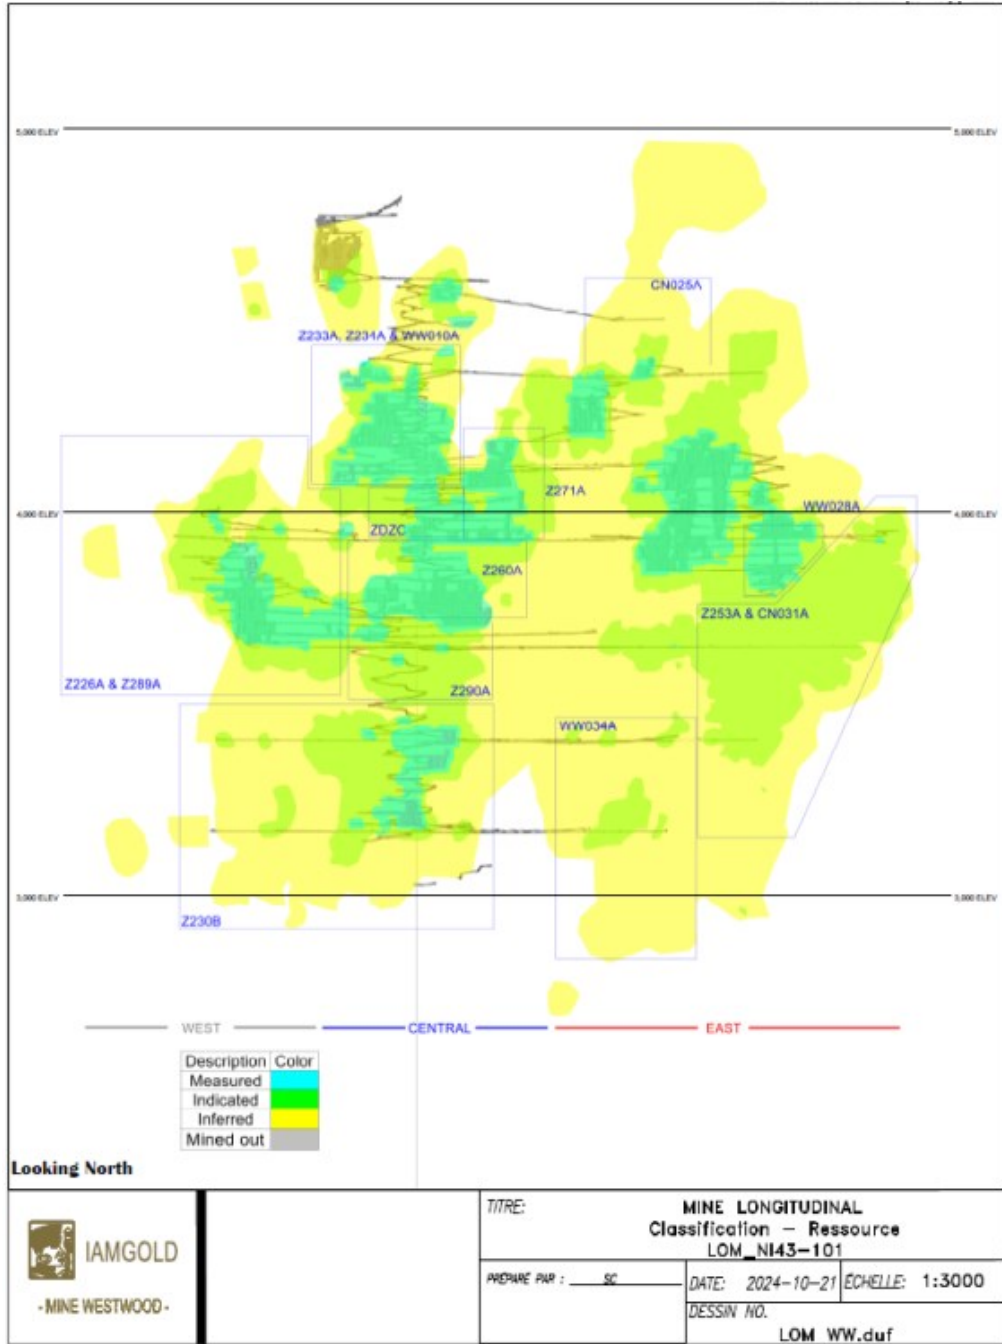 5,000 ELEV
5,000 ELEV
CN025A
Z233A, Z234A & WW010A
Z271A
WW028A
4,000 ELEV
4,000 ELEV
ZDZC
Z260A
Z253A & CN031A
Z226A & Z289A
Z290A
WW034A
3,000 ELEV
3,000 ELEV
Z230B
WEST
CENTRAL
EAST
Description Color
Measured
Indicated
Inferred
Mined out
Looking North
IAMGOLD
- MINE WESTWOOD -
TITRE:
MINE LONGITUDINAL
Classification – Ressource
LOM_NI43-101
PRÉPARÉ PAR : SC
DATE: 2024-10-21
ÉCHELLE: 1:3000
DESSIN NO.
LOM WW.duf